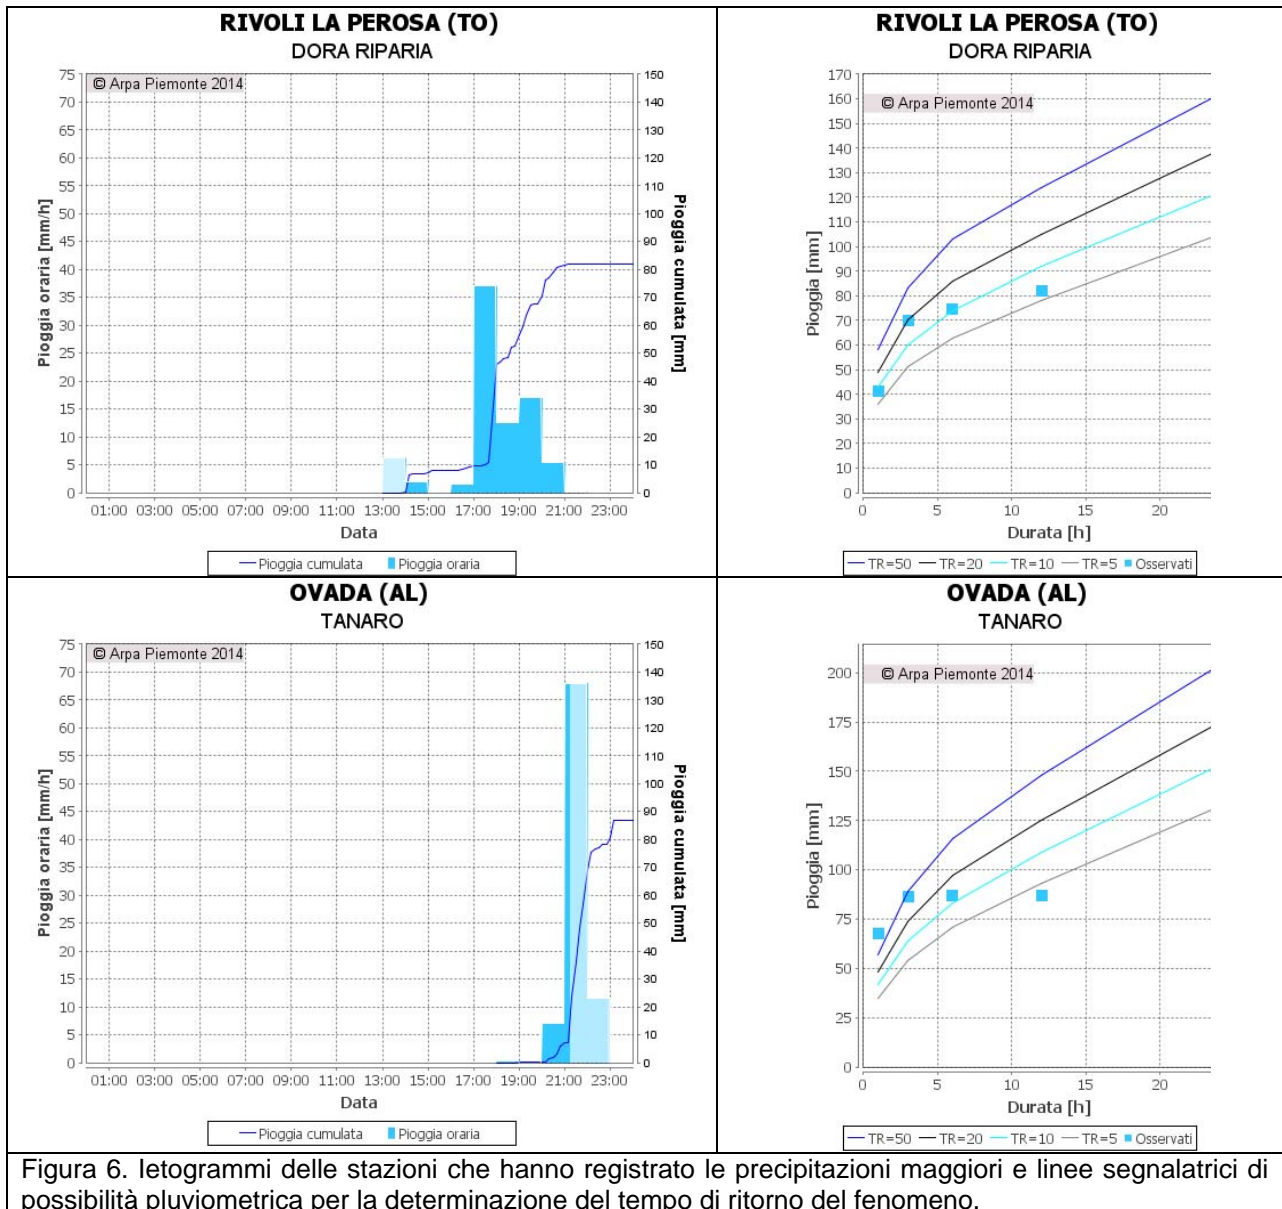 RIVOLI LA PEROSA (TO)
DORA RIPARIA
© Arpa Piemonte 2014
Pioggia oraria [mm/h]
75
70
65
60
55
50
45
40
35
30
25
20
15
10
5
0
Pioggia cumulata [mm]
150
140
130
120
110
100
90
80
70
60
50
40
30
20
10
0
01:00 03:00 05:00 07:00 09:00 11:00 13:00 15:00 17:00 19:00 21:00 23:00
Data
Pioggia cumulata Pioggia oraria
RIVOLI LA PEROSA (TO)
DORA RIPARIA
© Arpa Piemonte 2014
Pioggia [mm]
170
160
150
140
130
120
110
100
90
80
70
60
50
40
30
20
10
0
0 5 10 15 20
Durata [h]
TR=50 TR=20 TR=10 TR=5 Osservati
OVADA (AL)
TANARO
© Arpa Piemonte 2014
Pioggia oraria [mm/h]
75
70
65
60
55
50
45
40
35
30
25
20
15
10
5
0
Pioggia cumulata [mm]
150
140
130
120
110
100
90
80
70
60
50
40
30
20
10
0
01:00 03:00 05:00 07:00 09:00 11:00 13:00 15:00 17:00 19:00 21:00 23:00
Data
Pioggia cumulata Pioggia oraria
OVADA (AL)
TANARO
© Arpa Piemonte 2014
Pioggia [mm]
200
175
150
125
100
75
50
25
0
0 5 10 15 20
Durata [h]
TR=50 TR=20 TR=10 TR=5 Osservati
Figura 6. Ietogrammi delle stazioni che hanno registrato le precipitazioni maggiori e linee segnalatrici di
possibilità pluviometrica per la determinazione del tempo di ritorno del fenomeno.